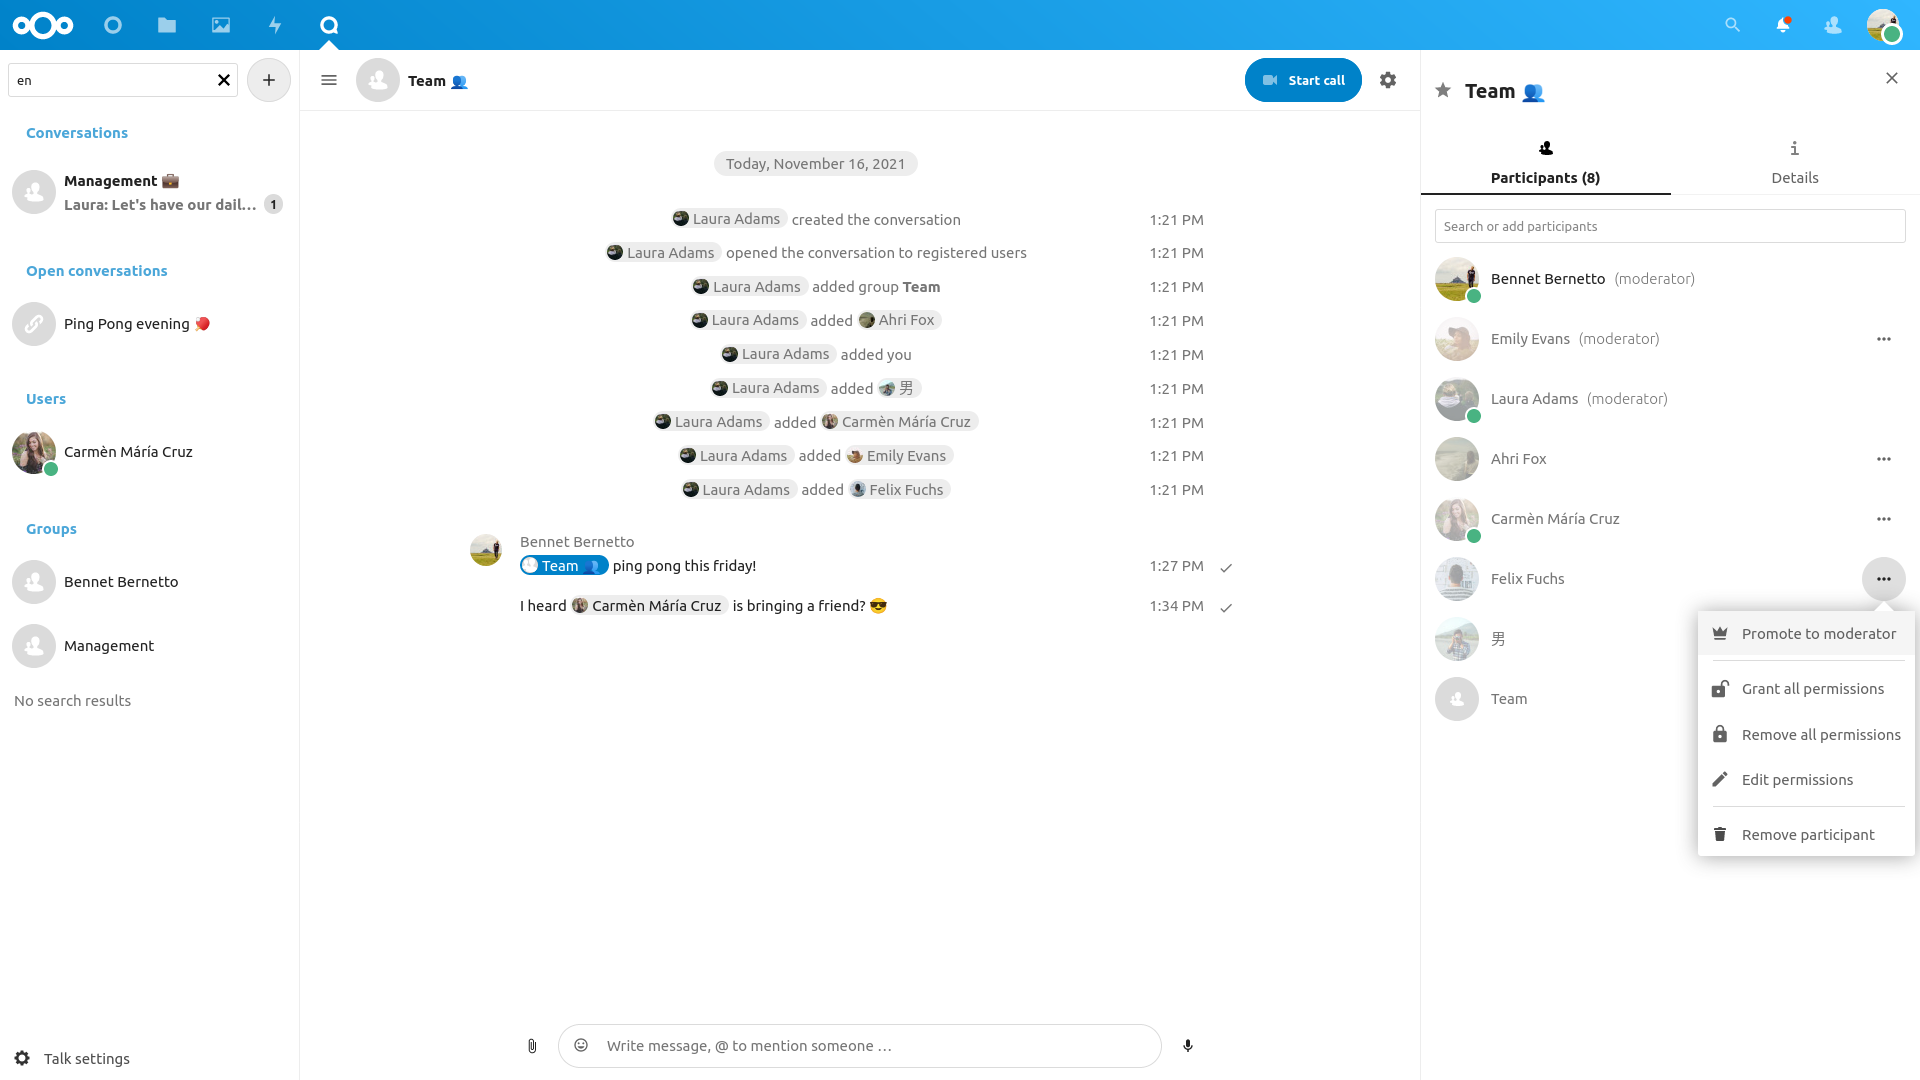 en
Conversations
Management 💼
Laura: Let's have our dail… 1
Open conversations
Ping Pong evening 🏓
Users
Carmèn Máría Cruz
Groups
Bennet Bernetto
Management
No search results
Talk settings
Team 👥
Start call
Today, November 16, 2021
Laura Adams created the conversation 1:21 PM
Laura Adams opened the conversation to registered users 1:21 PM
Laura Adams added group Team 1:21 PM
Laura Adams added Ahri Fox 1:21 PM
Laura Adams added you 1:21 PM
Laura Adams added 男 1:21 PM
Laura Adams added Carmèn Máría Cruz 1:21 PM
Laura Adams added Emily Evans 1:21 PM
Laura Adams added Felix Fuchs 1:21 PM
Bennet Bernetto
Team 👥 ping pong this friday! 1:27 PM
I heard Carmèn Máría Cruz is bringing a friend? 😎 1:34 PM
Write message, @ to mention someone …
Team 👥
Participants (8)
Details
Search or add participants
Bennet Bernetto (moderator)
Emily Evans (moderator)
Laura Adams (moderator)
Ahri Fox
Carmèn Máría Cruz
Felix Fuchs
男
Team
Promote to moderator
Grant all permissions
Remove all permissions
Edit permissions
Remove participant